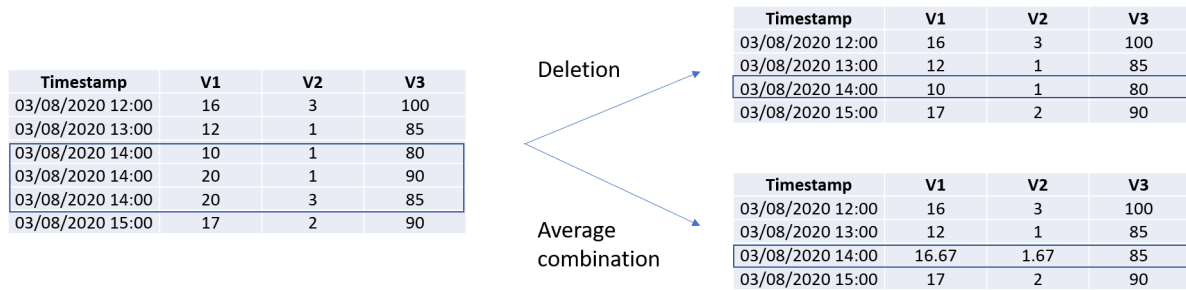 Timestamp V1 V2 V3
03/08/2020 12:00 16 3 100
03/08/2020 13:00 12 1 85
03/08/2020 14:00 10 1 80
03/08/2020 14:00 20 1 90
03/08/2020 14:00 20 3 85
03/08/2020 15:00 17 2 90
Deletion
Timestamp V1 V2 V3
03/08/2020 12:00 16 3 100
03/08/2020 13:00 12 1 85
03/08/2020 14:00 10 1 80
03/08/2020 15:00 17 2 90
Average
combination
Timestamp V1 V2 V3
03/08/2020 12:00 16 3 100
03/08/2020 13:00 12 1 85
03/08/2020 14:00 16.67 1.67 85
03/08/2020 15:00 17 2 90